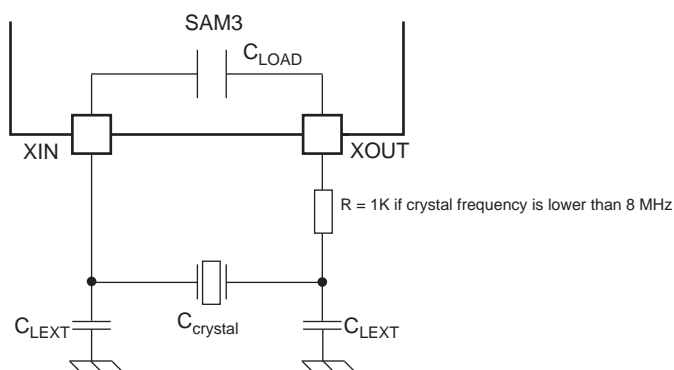 SAM3
CLOAD
XIN
XOUT
R = 1K if crystal frequency is lower than 8 MHz
CLEXT
Ccrystal
CLEXT